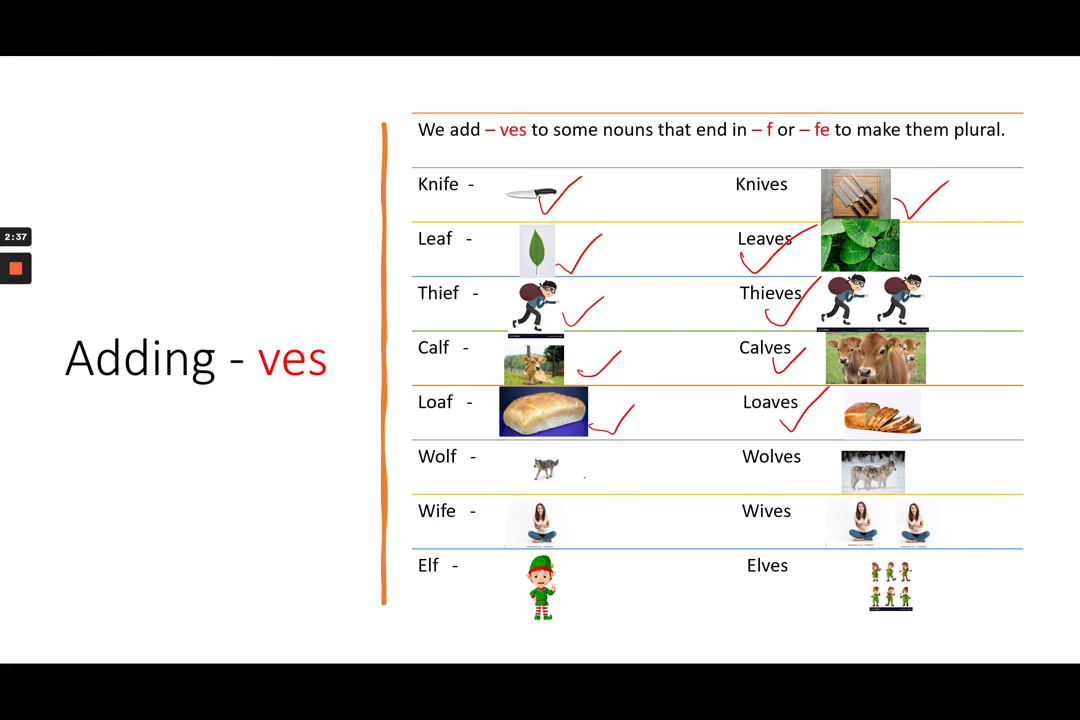 We add – ves to some nouns that end in – f or – fe to make them plural.
Knife - Knives
2:37
Leaf - Leaves
Thief - Thieves
Adding - ves
Calf - Calves
Loaf - Loaves
Wolf - Wolves
Wife - Wives
Elf - Elves